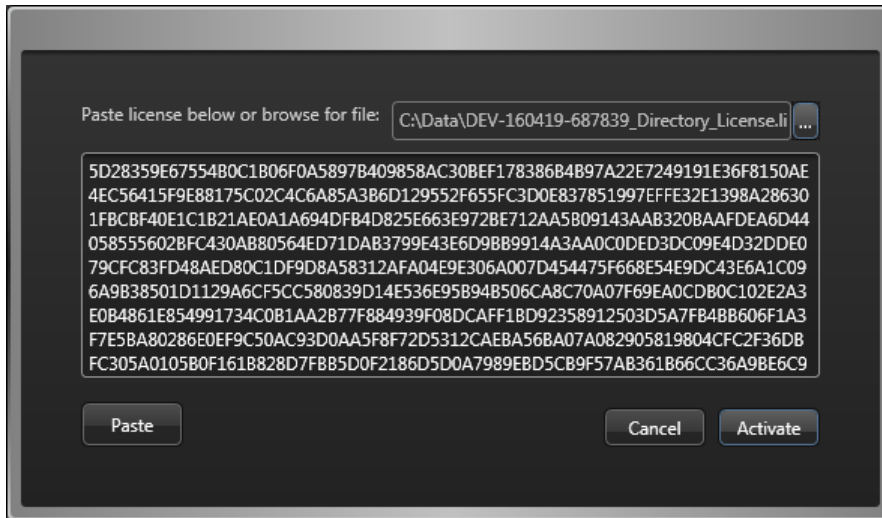 Paste license below or browse for file:
C:\Data\DEV-160419-687839_Directory_License.li
...
5D28359E67554B0C1B06F0A5897B409858AC30BEF178386B4B97A22E7249191E36F8150AE
4EC56415F9E88175C02C4C6A85A3B6D129552F655FC3D0E837851997EFFE32E1398A28630
1FBCBF40E1C1B21AE0A1A694DFB4D825E663E972BE712AA5B09143AAB320BAAFDEA6D44
058555602BFC430AB80564ED71DAB3799E43E6D9BB9914A3AA0C0DED3DC09E4D32DDE0
79CFC83FD48AED80C1DF9D8A58312AFA04E9E306A007D454475F668E54E9DC43E6A1C09
6A9B38501D1129A6CF5CC580839D14E536E95B94B506CA8C70A07F69EA0CDB0C102E2A3
E0B4861E854991734C0B1AA2B77F884939F08DCAFF1BD92358912503D5A7FB4BB606F1A3
F7E5BA80286E0EF9C50AC93D0AA5F8F72D5312CAEBA56BA07A082905819804CFC2F36DB
FC305A0105B0F161B828D7FBB5D0F2186D5D0A7989EBD5CB9F57AB361B66CC36A9BE6C9
Paste
Cancel
Activate